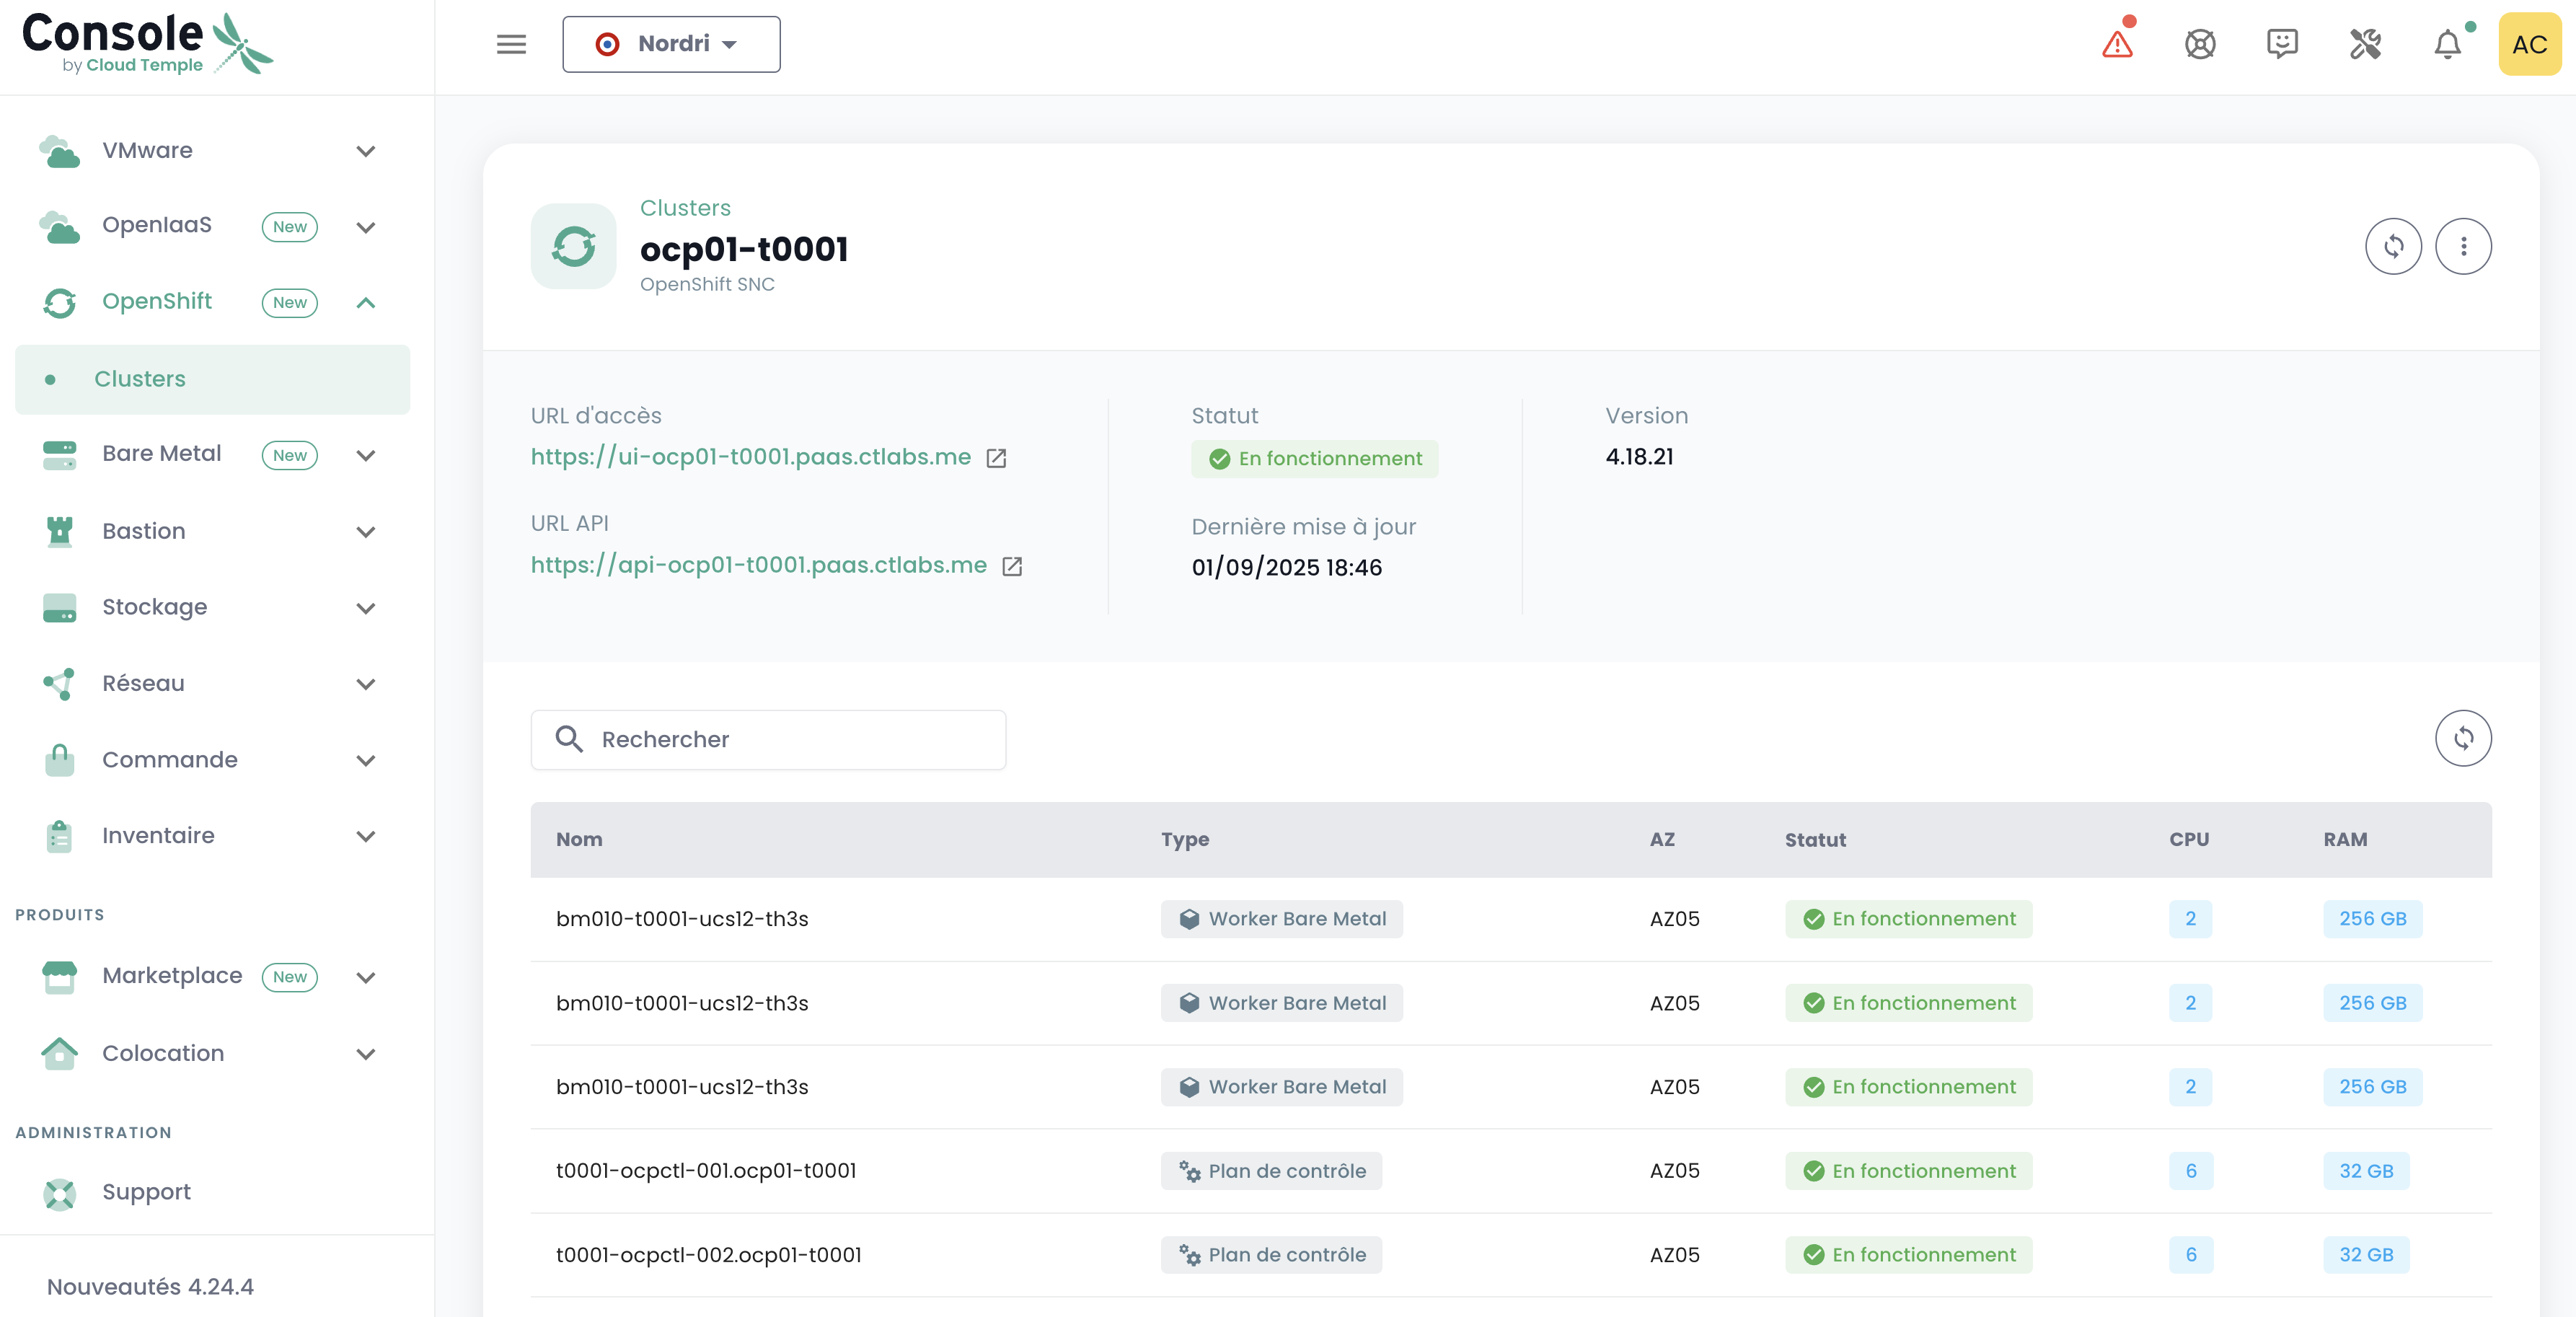 Console
by Cloud Temple
Nordri
AC
VMware
OpenIaaS New
OpenShift New
Clusters
Bare Metal New
Bastion
Stockage
Réseau
Commande
Inventaire
PRODUITS
Marketplace New
Colocation
ADMINISTRATION
Support
Nouveautés 4.24.4
Clusters
ocp01-t0001
OpenShift SNC
URL d'accès
https://ui-ocp01-t0001.paas.ctlabs.me
URL API
https://api-ocp01-t0001.paas.ctlabs.me
Statut
En fonctionnement
Dernière mise à jour
01/09/2025 18:46
Version
4.18.21
Rechercher
Nom Type AZ Statut CPU RAM
bm010-t0001-ucs12-th3s Worker Bare Metal AZ05 En fonctionnement 2 256 GB
bm010-t0001-ucs12-th3s Worker Bare Metal AZ05 En fonctionnement 2 256 GB
bm010-t0001-ucs12-th3s Worker Bare Metal AZ05 En fonctionnement 2 256 GB
t0001-ocpctl-001.ocp01-t0001 Plan de contrôle AZ05 En fonctionnement 6 32 GB
t0001-ocpctl-002.ocp01-t0001 Plan de contrôle AZ05 En fonctionnement 6 32 GB